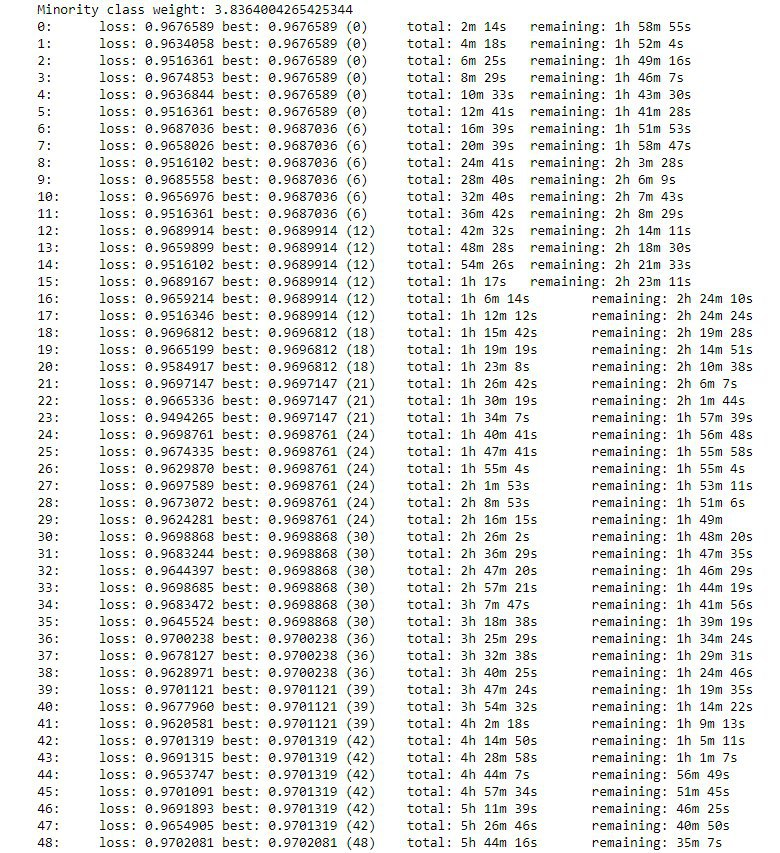 Minority class weight: 3.8364004265425344
0: loss: 0.9676589 best: 0.9676589 (0) total: 2m 14s remaining: 1h 58m 55s
1: loss: 0.9634058 best: 0.9676589 (0) total: 4m 18s remaining: 1h 52m 4s
2: loss: 0.9516361 best: 0.9676589 (0) total: 6m 25s remaining: 1h 49m 16s
3: loss: 0.9674853 best: 0.9676589 (0) total: 8m 29s remaining: 1h 46m 7s
4: loss: 0.9636844 best: 0.9676589 (0) total: 10m 33s remaining: 1h 43m 30s
5: loss: 0.9516361 best: 0.9676589 (0) total: 12m 41s remaining: 1h 41m 28s
6: loss: 0.9687036 best: 0.9687036 (6) total: 16m 39s remaining: 1h 51m 53s
7: loss: 0.9658026 best: 0.9687036 (6) total: 20m 39s remaining: 1h 58m 47s
8: loss: 0.9516102 best: 0.9687036 (6) total: 24m 41s remaining: 2h 3m 28s
9: loss: 0.9685558 best: 0.9687036 (6) total: 28m 40s remaining: 2h 6m 9s
10: loss: 0.9656976 best: 0.9687036 (6) total: 32m 40s remaining: 2h 7m 43s
11: loss: 0.9516361 best: 0.9687036 (6) total: 36m 42s remaining: 2h 8m 29s
12: loss: 0.9689914 best: 0.9689914 (12) total: 42m 32s remaining: 2h 14m 11s
13: loss: 0.9659899 best: 0.9689914 (12) total: 48m 28s remaining: 2h 18m 30s
14: loss: 0.9516102 best: 0.9689914 (12) total: 54m 26s remaining: 2h 21m 33s
15: loss: 0.9689167 best: 0.9689914 (12) total: 1h 17s remaining: 2h 23m 11s
16: loss: 0.9659214 best: 0.9689914 (12) total: 1h 6m 14s remaining: 2h 24m 10s
17: loss: 0.9516346 best: 0.9689914 (12) total: 1h 12m 12s remaining: 2h 24m 24s
18: loss: 0.9696812 best: 0.9696812 (18) total: 1h 15m 42s remaining: 2h 19m 28s
19: loss: 0.9665199 best: 0.9696812 (18) total: 1h 19m 19s remaining: 2h 14m 51s
20: loss: 0.9584917 best: 0.9696812 (18) total: 1h 23m 8s remaining: 2h 10m 38s
21: loss: 0.9697147 best: 0.9697147 (21) total: 1h 26m 42s remaining: 2h 6m 7s
22: loss: 0.9665336 best: 0.9697147 (21) total: 1h 30m 19s remaining: 2h 1m 44s
23: loss: 0.9494265 best: 0.9697147 (21) total: 1h 34m 7s remaining: 1h 57m 39s
24: loss: 0.9698761 best: 0.9698761 (24) total: 1h 40m 41s remaining: 1h 56m 48s
25: loss: 0.9674335 best: 0.9698761 (24) total: 1h 47m 41s remaining: 1h 55m 58s
26: loss: 0.9629870 best: 0.9698761 (24) total: 1h 55m 4s remaining: 1h 55m 4s
27: loss: 0.9697589 best: 0.9698761 (24) total: 2h 1m 53s remaining: 1h 53m 11s
28: loss: 0.9673072 best: 0.9698761 (24) total: 2h 8m 53s remaining: 1h 51m 6s
29: loss: 0.9624281 best: 0.9698761 (24) total: 2h 16m 15s remaining: 1h 49m
30: loss: 0.9698868 best: 0.9698868 (30) total: 2h 26m 2s remaining: 1h 48m 20s
31: loss: 0.9683244 best: 0.9698868 (30) total: 2h 36m 29s remaining: 1h 47m 35s
32: loss: 0.9644397 best: 0.9698868 (30) total: 2h 47m 20s remaining: 1h 46m 29s
33: loss: 0.9698685 best: 0.9698868 (30) total: 2h 57m 21s remaining: 1h 44m 19s
34: loss: 0.9683472 best: 0.9698868 (30) total: 3h 7m 47s remaining: 1h 41m 56s
35: loss: 0.9645524 best: 0.9698868 (30) total: 3h 18m 38s remaining: 1h 39m 19s
36: loss: 0.9700238 best: 0.9700238 (36) total: 3h 25m 29s remaining: 1h 34m 24s
37: loss: 0.9678127 best: 0.9700238 (36) total: 3h 32m 38s remaining: 1h 29m 31s
38: loss: 0.9628971 best: 0.9700238 (36) total: 3h 40m 25s remaining: 1h 24m 46s
39: loss: 0.9701121 best: 0.9701121 (39) total: 3h 47m 24s remaining: 1h 19m 35s
40: loss: 0.9677960 best: 0.9701121 (39) total: 3h 54m 32s remaining: 1h 14m 22s
41: loss: 0.9620581 best: 0.9701121 (39) total: 4h 2m 18s remaining: 1h 9m 13s
42: loss: 0.9701319 best: 0.9701319 (42) total: 4h 14m 50s remaining: 1h 5m 11s
43: loss: 0.9691315 best: 0.9701319 (42) total: 4h 28m 58s remaining: 1h 1m 7s
44: loss: 0.9653747 best: 0.9701319 (42) total: 4h 44m 7s remaining: 56m 49s
45: loss: 0.9701091 best: 0.9701319 (42) total: 4h 57m 34s remaining: 51m 45s
46: loss: 0.9691893 best: 0.9701319 (42) total: 5h 11m 39s remaining: 46m 25s
47: loss: 0.9654905 best: 0.9701319 (42) total: 5h 26m 46s remaining: 40m 50s
48: loss: 0.9702081 best: 0.9702081 (48) total: 5h 44m 16s remaining: 35m 7s